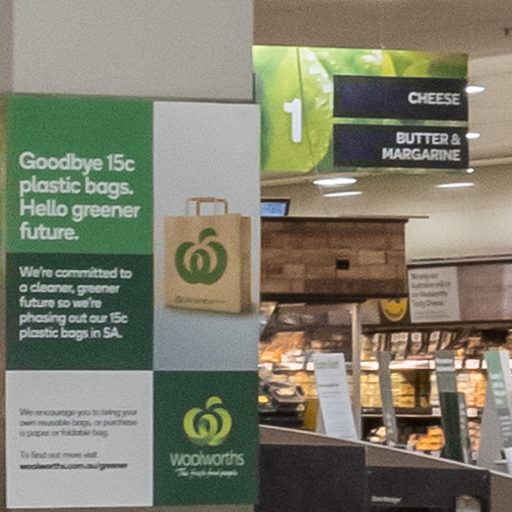 Goodbye 15c
plastic bags.
Hello greener
future.
We're committed to
a cleaner, greener
future so we're
phasing out our 15c
plastic bags in SA.
We encourage you to bring your
own reusable bags, or purchase
a paper or foldable bag.
To find out more visit
woolworths.com.au/greener
woolworths
The fresh food people
1
CHEESE
BUTTER &
MARGARINE